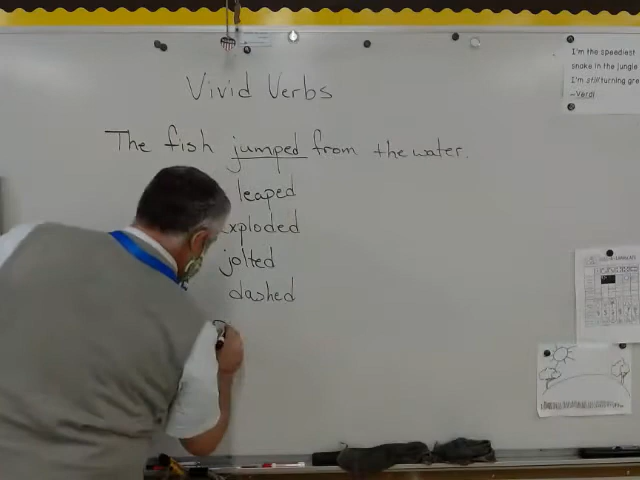 Vivid Verbs
The fish jumped from the water.
leaped
xploded
jolted
dashed
I'm the speediest
snake in the jungle
I'm still turning gre
-Verdi